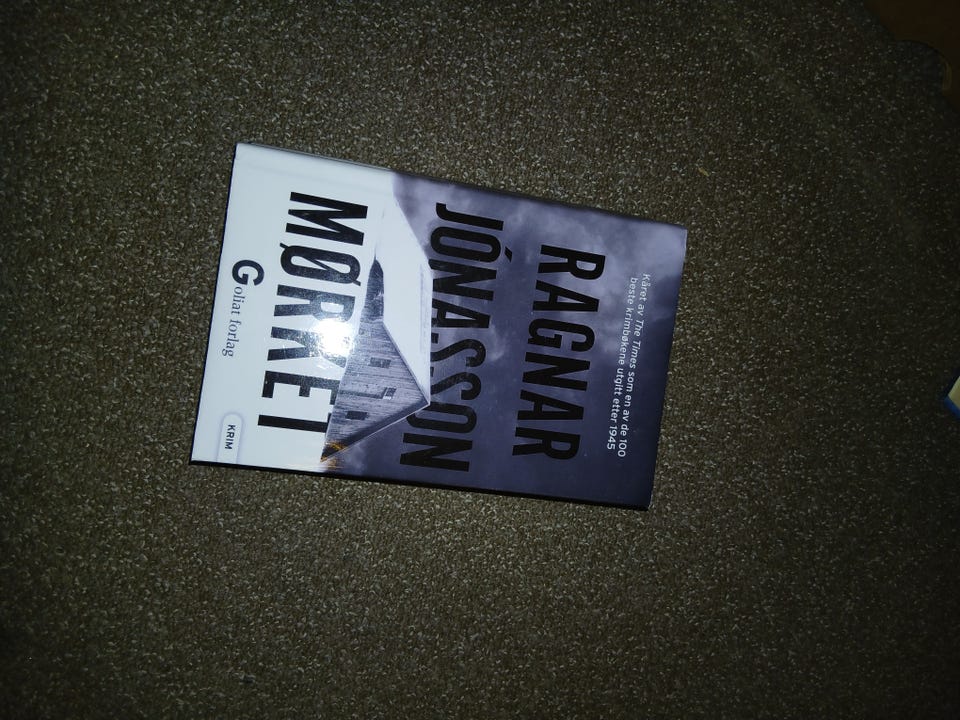 Kåret av The Times som en av de 100
beste krimbøkene utgitt etter 1945
RAGNAR
JÓNASSON
MØRKET
Goliat forlag
KRIM